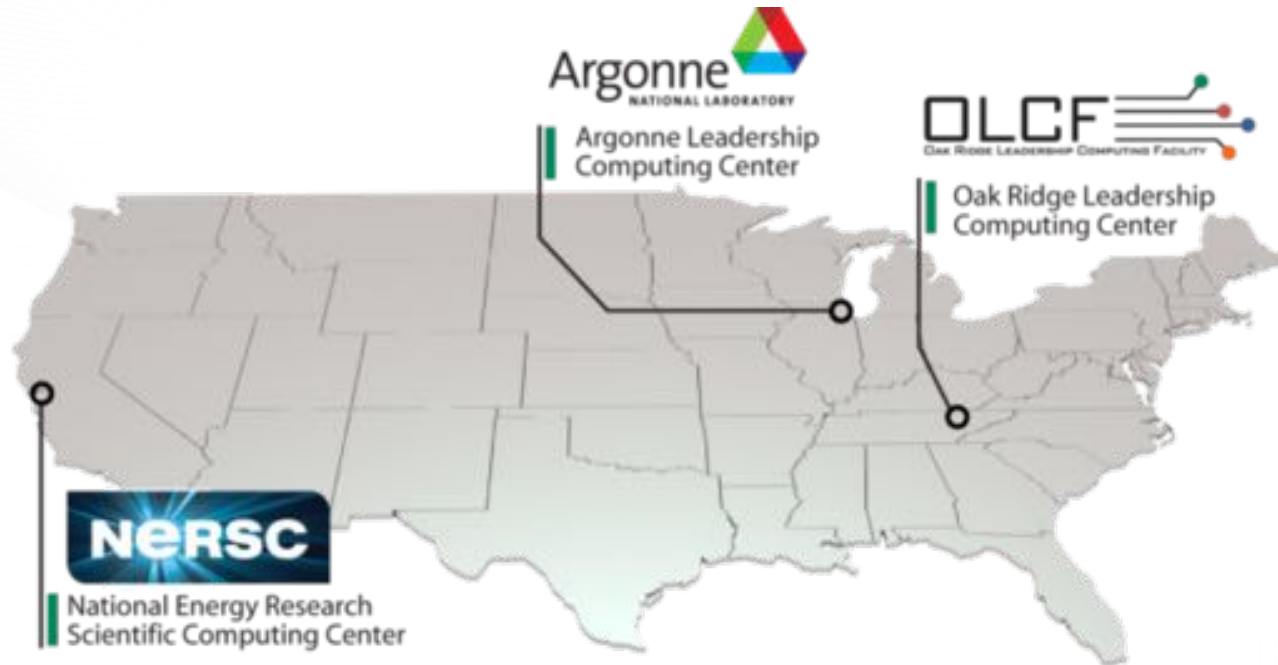 Argonne
NATIONAL LABORATORY
Argonne Leadership
Computing Center
OLCF
OAK RIDGE LEADERSHIP COMPUTING FACILITY
Oak Ridge Leadership
Computing Center
NERSC
National Energy Research
Scientific Computing Center